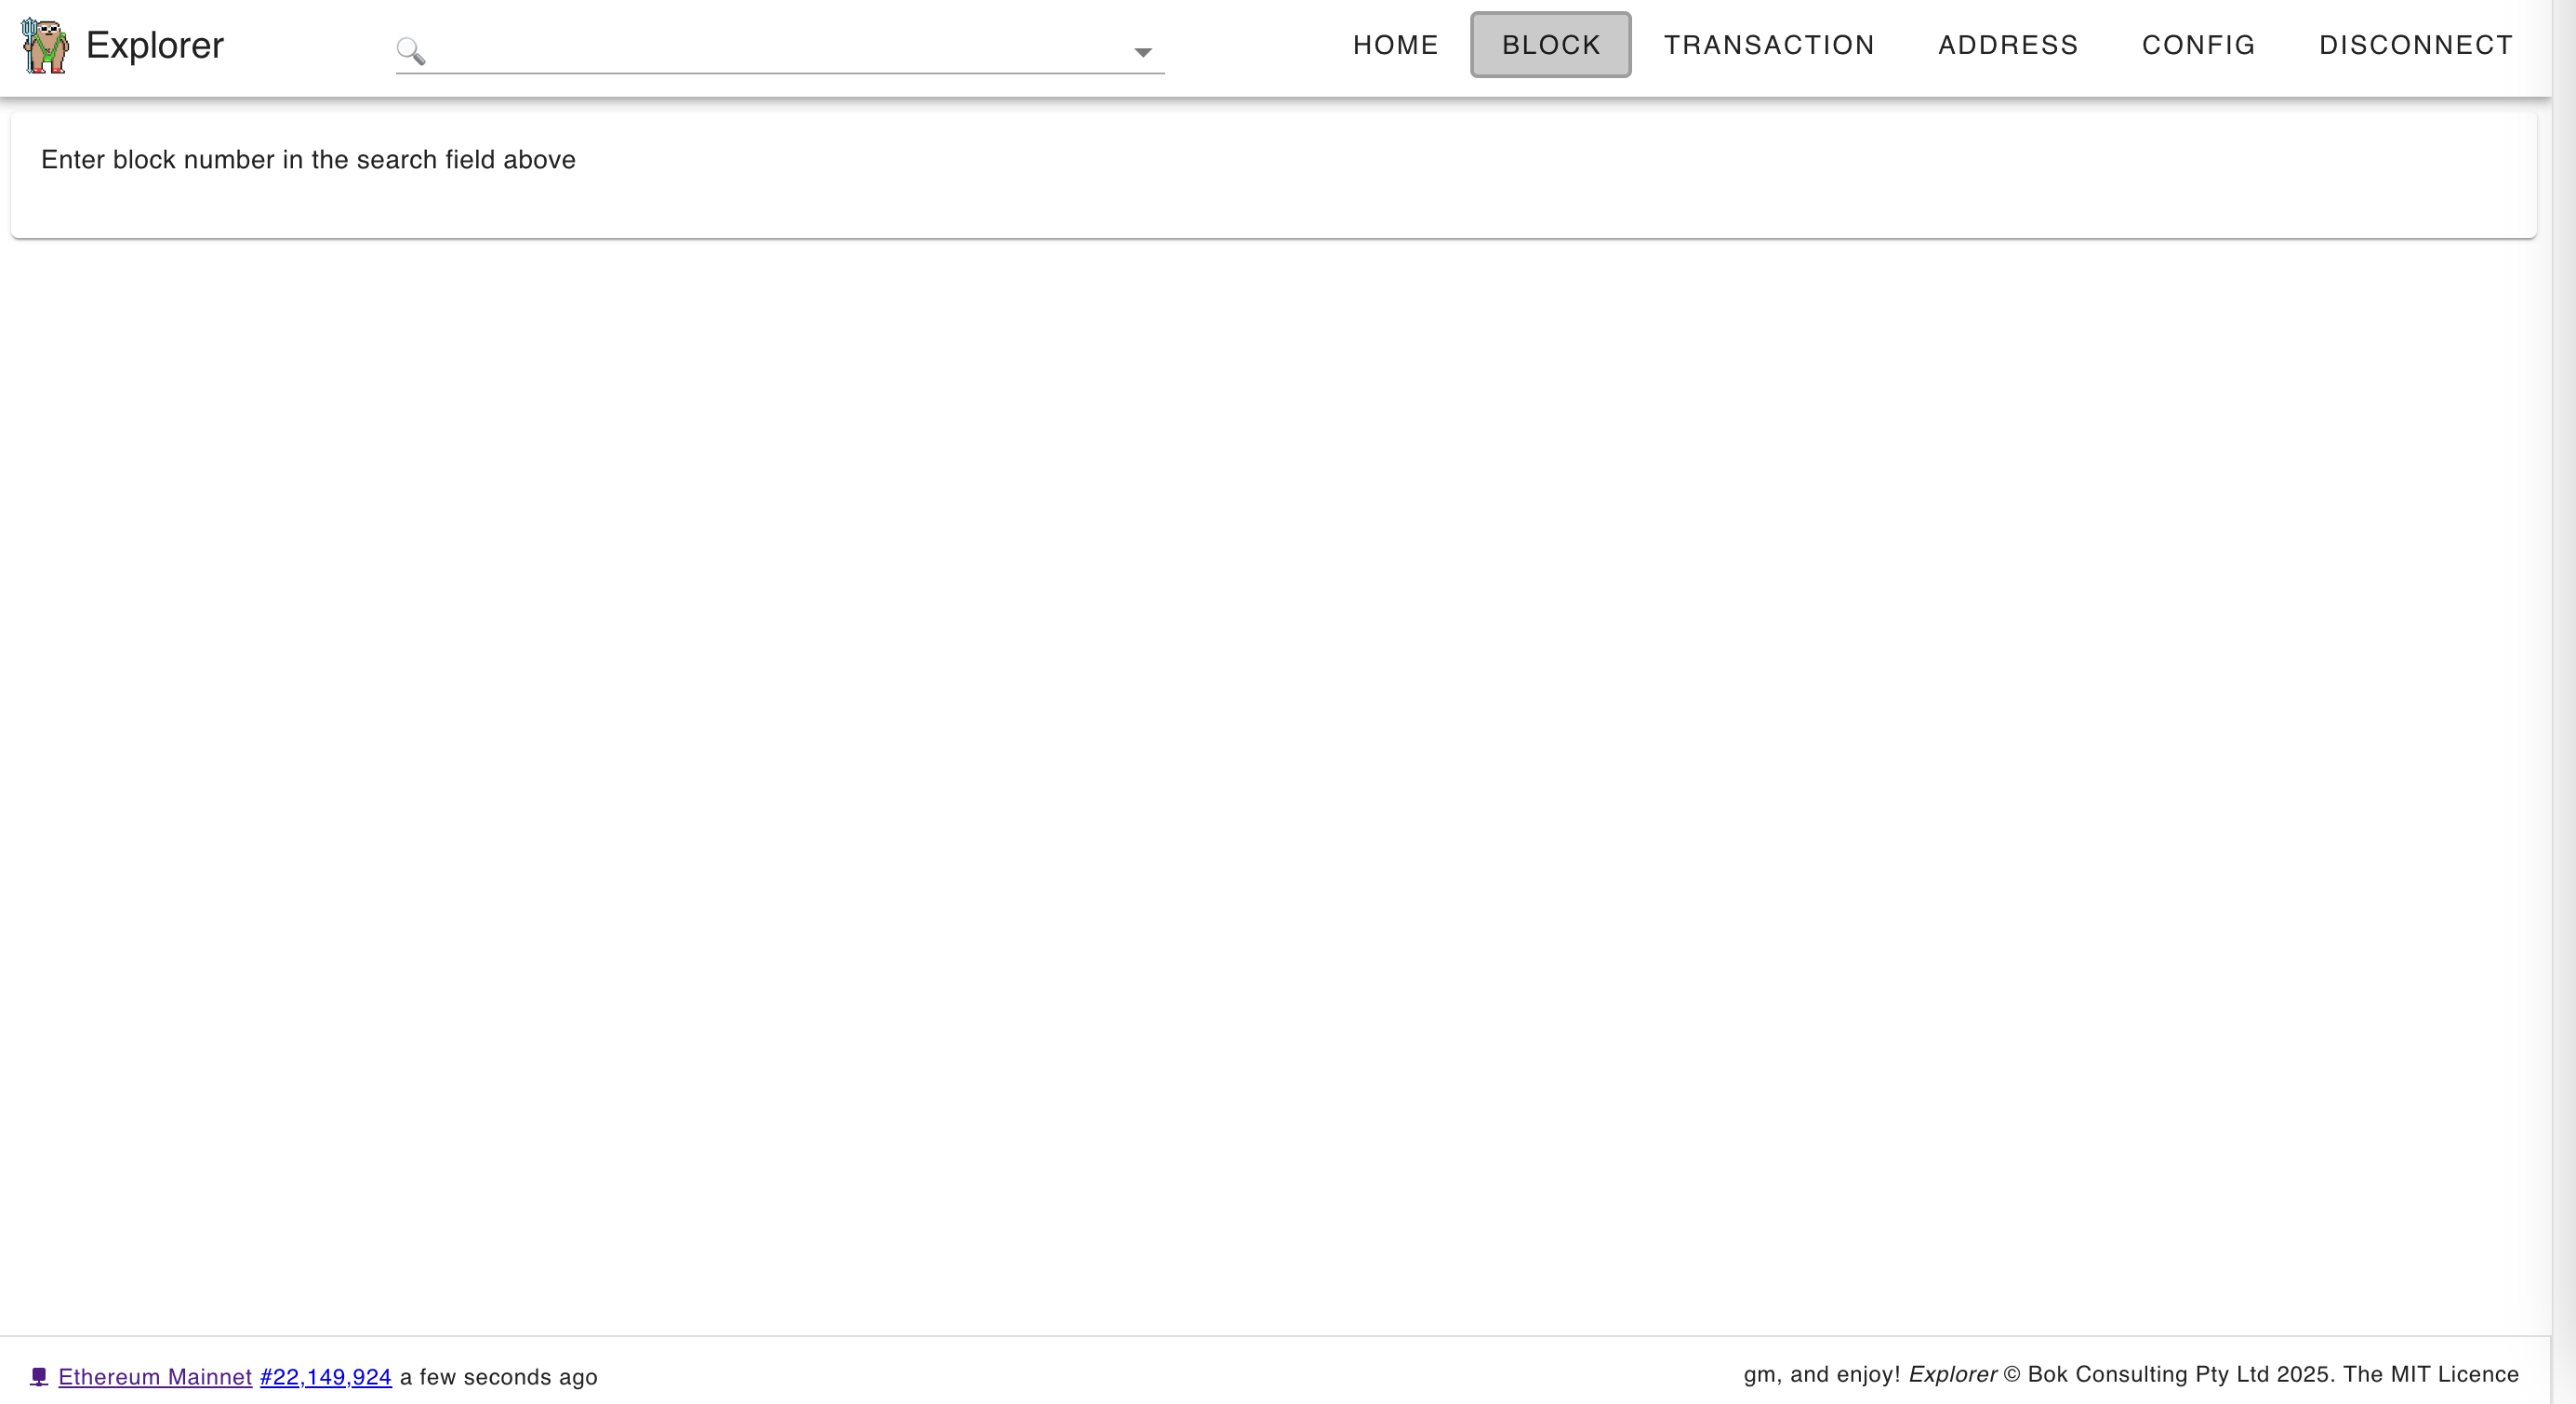 Explorer
HOME BLOCK TRANSACTION ADDRESS CONFIG DISCONNECT
Enter block number in the search field above
Ethereum Mainnet #22,149,924 a few seconds ago
gm, and enjoy! Explorer © Bok Consulting Pty Ltd 2025. The MIT Licence